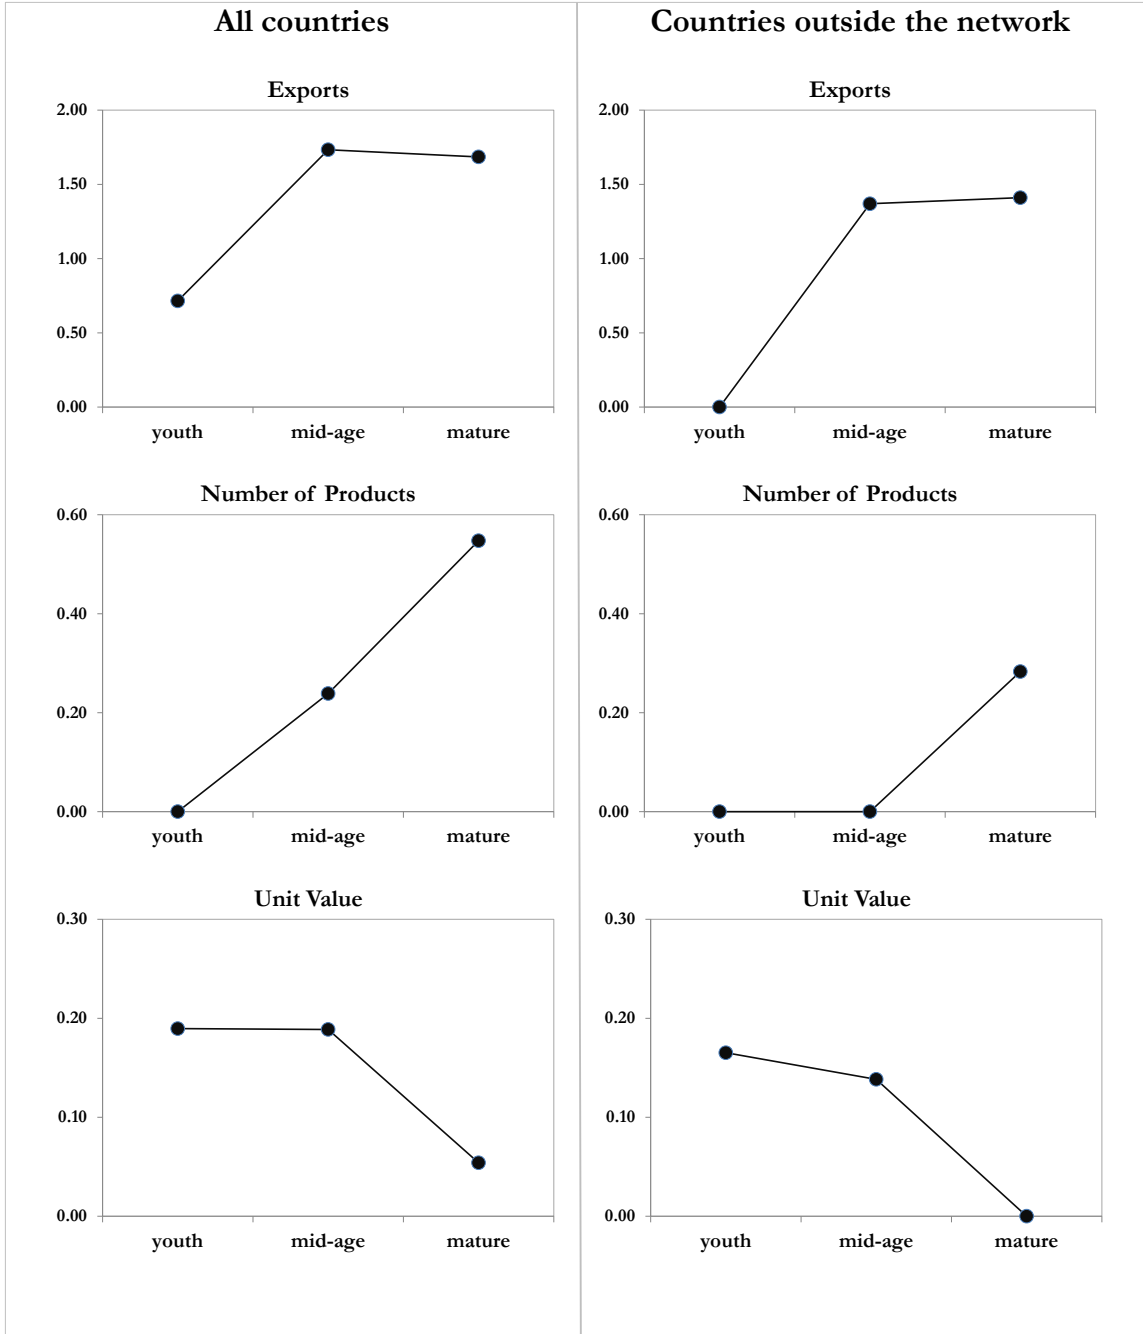 All countries
Exports
2.00
1.50
1.00
0.50
0.00
youth mid-age mature
Number of Products
0.60
0.40
0.20
0.00
youth mid-age mature
Unit Value
0.30
0.20
0.10
0.00
youth mid-age mature
Countries outside the network
Exports
2.00
1.50
1.00
0.50
0.00
youth mid-age mature
Number of Products
0.60
0.40
0.20
0.00
youth mid-age mature
Unit Value
0.30
0.20
0.10
0.00
youth mid-age mature